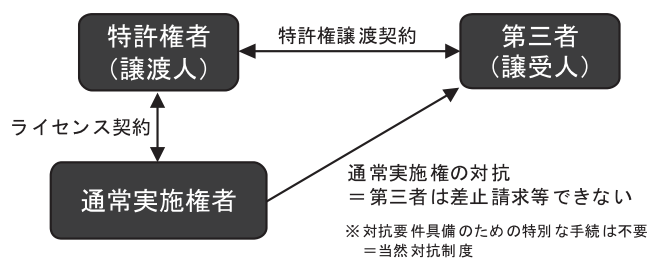 特許権者
（譲渡人）
特許権譲渡契約
第三者
（譲受人）
ライセンス契約
通常実施権者
通常実施権の対抗
＝第三者は差止請求等できない
※対抗要件具備のための特別な手続は不要
＝当然対抗制度